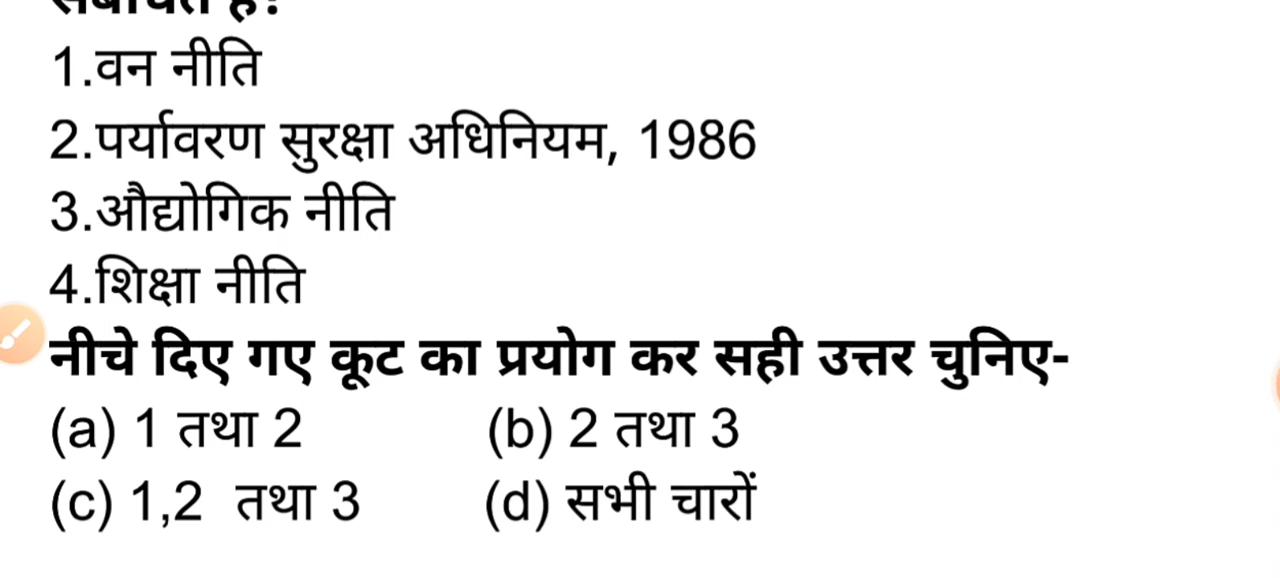 1.वन नीति
2.पर्यावरण सुरक्षा अधिनियम, 1986
3.औद्योगिक नीति
4.शिक्षा नीति
नीचे दिए गए कूट का प्रयोग कर सही उत्तर चुनिए-
(a) 1 तथा 2 (b) 2 तथा 3
(c) 1,2 तथा 3 (d) सभी चारों